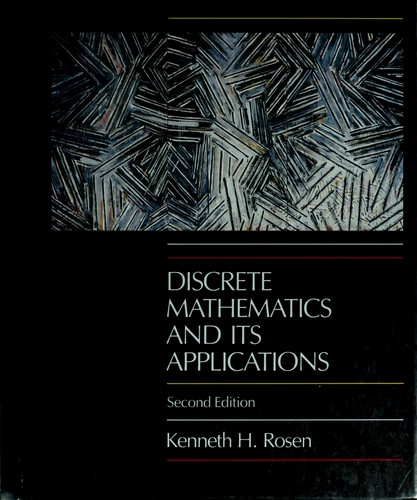 DISCRETE
MATHEMATICS
AND ITS
APPLICATIONS
Second Edition
Kenneth H. Rosen